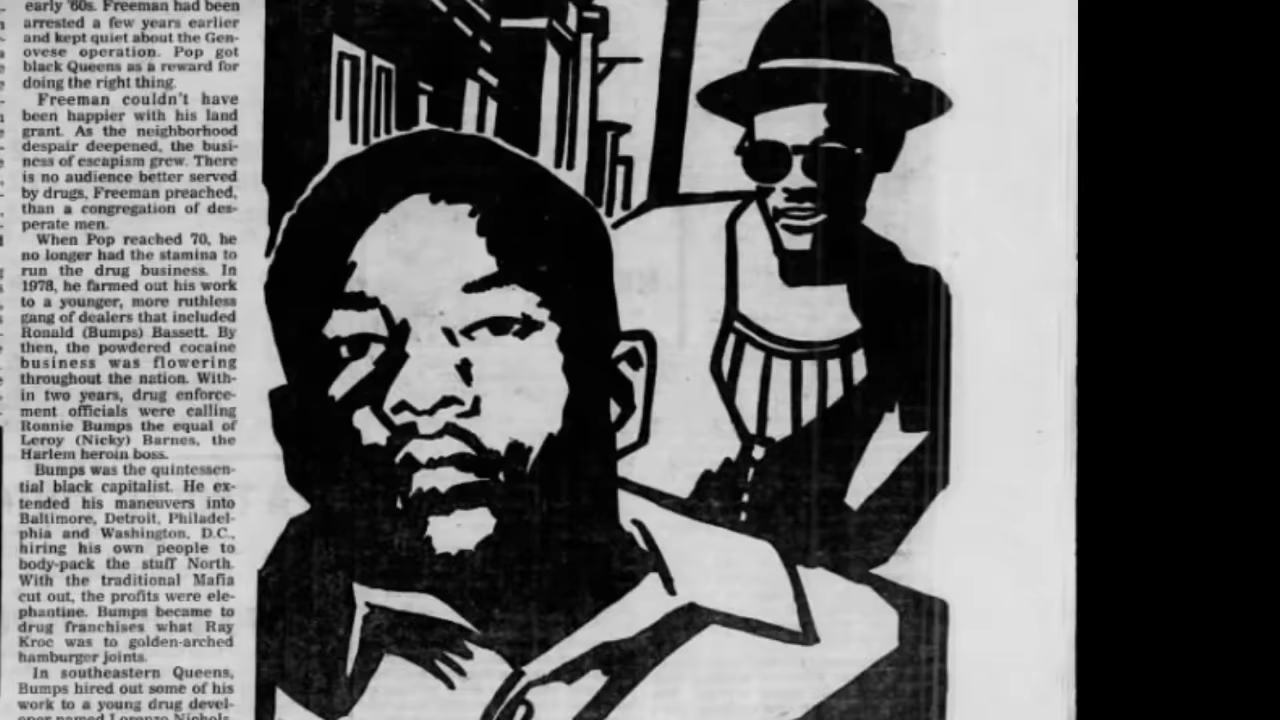 early '60s. Freeman had been
arrested a few years earlier
and kept quiet about the Gen-
ovese operation. Pop got
black Queens as a reward for
doing the right thing.
Freeman couldn't have
been happier with his land
grant. As the neighborhood
despair deepened, the busi-
ness of escapism grew. There
is no audience better served
by drugs, Freeman preached,
than a congregation of des-
perate men.
When Pop reached 70, he
no longer had the stamina to
run the drug business. In
1978, he farmed out his work
to a younger, more ruthless
gang of dealers that included
Ronald (Bumps) Bassett. By
then, the powdered cocaine
business was flowering
throughout the nation. With-
in two years, drug enforce-
ment officials were calling
Ronnie Bumps the equal of
Leroy (Nicky) Barnes, the
Harlem heroin boss.
Bumps was the quintessen-
tial black capitalist. He ex-
tended his maneuvers into
Baltimore, Detroit, Philadel-
phia and Washington, D.C.,
hiring his own people to
body-pack the stuff North.
With the traditional Mafia
cut out, the profits were ele-
phantine. Bumps became to
drug franchises what Ray
Kroc was to golden-arched
hamburger joints.
In southeastern Queens,
Bumps hired out some of his
work to a young drug devel-
oper named Lorenzo Nichols.